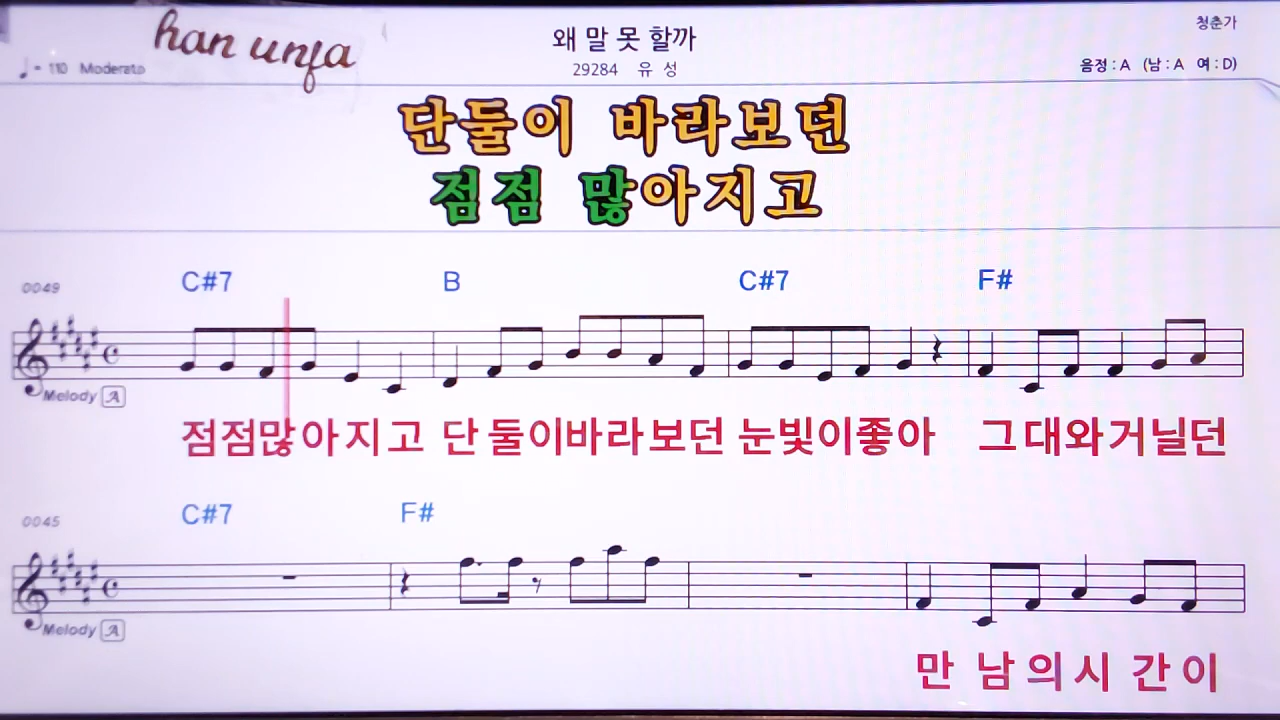 han unfa
왜 말 못 할까
청춘가
♩= 110 Moderato
29284 유 성
음정 : A (남 : A 여 : D)
단둘이 바라보던
점점 많아지고
0049
C#7 B C#7 F#
Melody A
점점많아지고 단둘이바라보던 눈빛이좋아 그대와거닐던
0045
C#7 F#
Melody A
만 남의시 간이